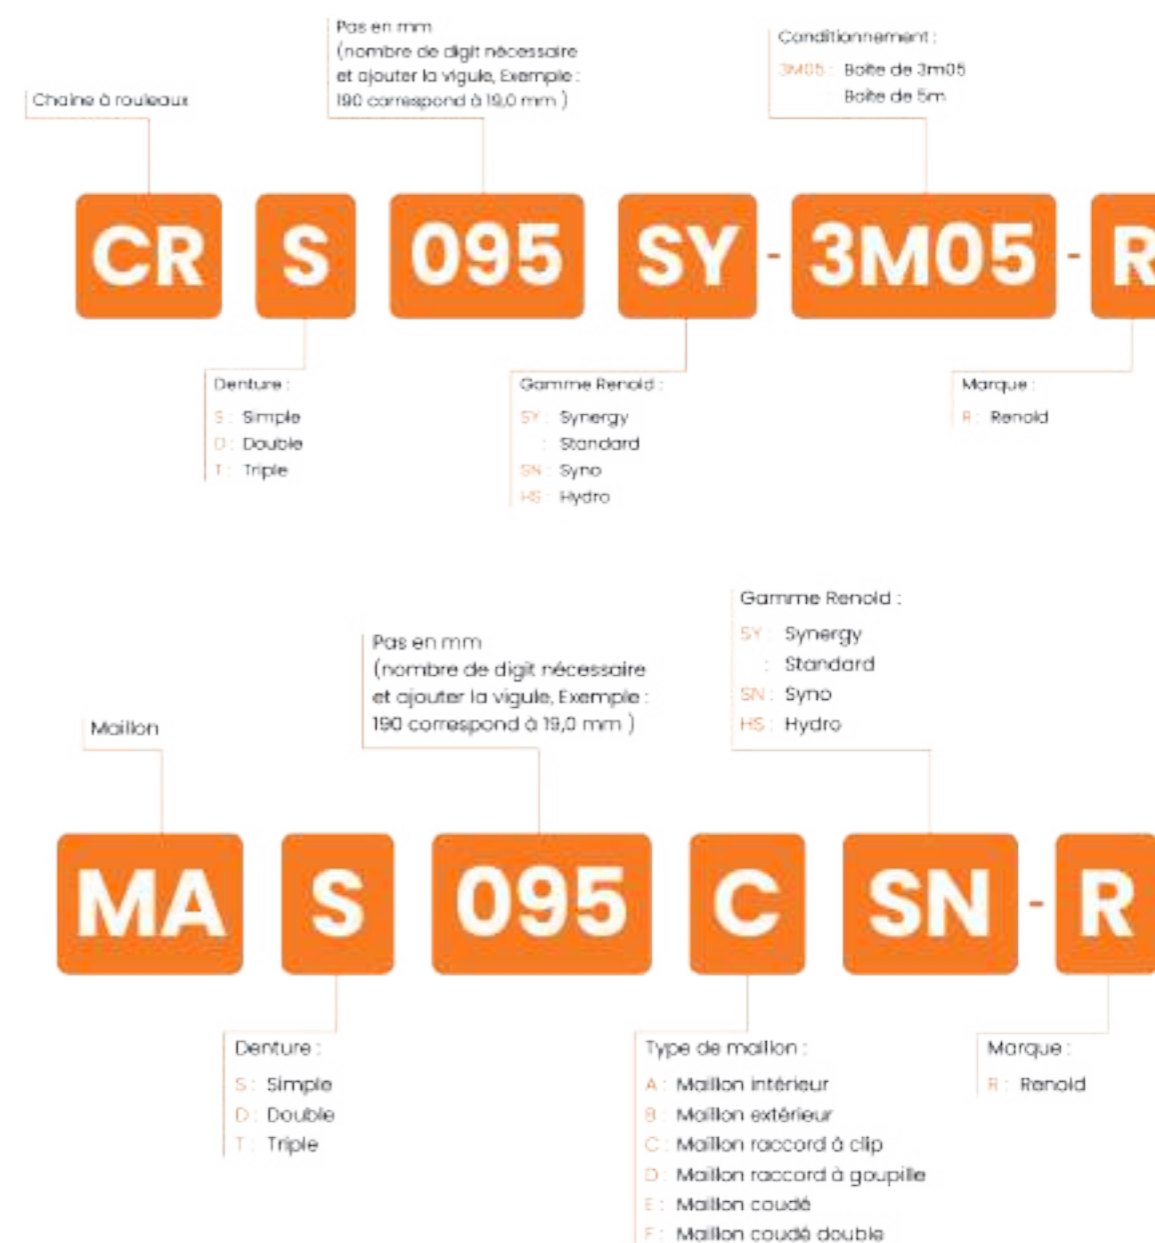 Chaine à rouleaux
Pas en mm
(nombre de digit nécessaire
et ajouter la vigule, Exemple :
190 correspond à 19,0 mm )
Conditionnement :
3M05 : Boite de 3m05
: Boite de 5m
CR S 095 SY - 3M05 - R
Denture :
S : Simple
D : Double
T : Triple
Gamme Renold :
SY : Synergy
: Standard
SN : Syno
HS : Hydro
Marque :
R : Renold
Maillon
Pas en mm
(nombre de digit nécessaire
et ajouter la vigule, Exemple :
190 correspond à 19,0 mm )
Gamme Renold :
SY : Synergy
: Standard
SN : Syno
HS : Hydro
MA S 095 C SN - R
Denture :
S : Simple
D : Double
T : Triple
Type de maillon :
A : Maillon intérieur
B : Maillon extérieur
C : Maillon raccord à clip
D : Maillon raccord à goupille
E : Maillon coudé
F : Maillon coudé double
Marque :
R : Renold